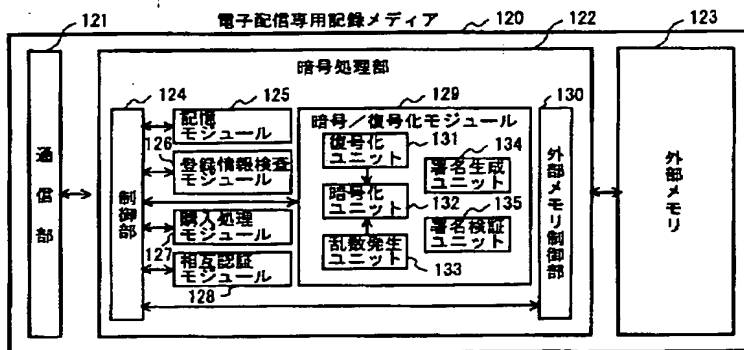 電子配信専用記録メディア
120
121
122
123
通信部
暗号処理部
124
制御部
125
記信
モジュール
126
登録情報検査
モジュール
購入処理
モジュール
127
相互認証
モジュール
128
129
暗号/復号化モジュール
復号化
ユニット
131
暗号化
ユニット
132
乱数発生
ユニット
133
134
署名生成
ユニット
135
署名検証
ユニット
130
外部メモリ制御部
外部メモリ